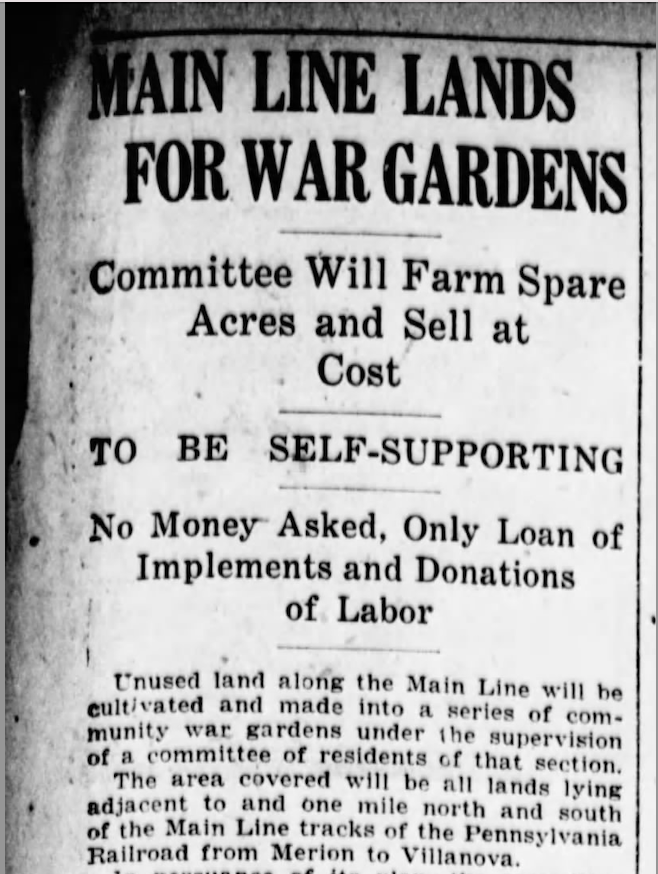 MAIN LINE LANDS
FOR WAR GARDENS
Committee Will Farm Spare
Acres and Sell at
Cost
TO BE SELF-SUPPORTING
No Money Asked, Only Loan of
Implements and Donations
of Labor
Unused land along the Main Line will be
cultivated and made into a series of com-
munity war gardens under the supervision
of a committee of residents of that section.
The area covered will be all lands lying
adjacent to and one mile north and south
of the Main Line tracks of the Pennsylvania
Railroad from Merion to Villanova.